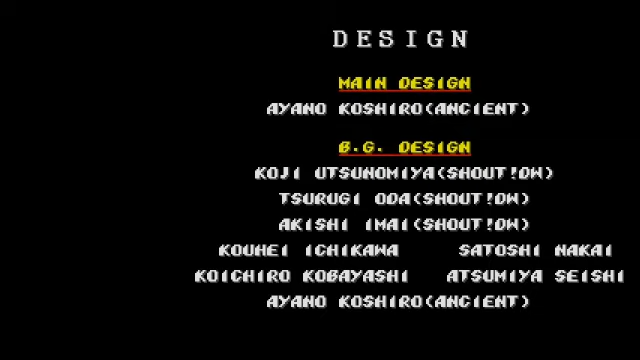 DESIGN
MAIN DESIGN
AYANO KOSHIRO(ANCIENT)
B.G. DESIGN
KOJI UTSUNOMIYA(SHOUT!DW)
TSURUGI ODA(SHOUT!DW)
AKISHI IMAI(SHOUT!DW)
KOUHEI ICHIKAWA SATOSHI NAKAI
KOICHIRO KOBAYASHI ATSUMIYA SEISHI
AYANO KOSHIRO(ANCIENT)